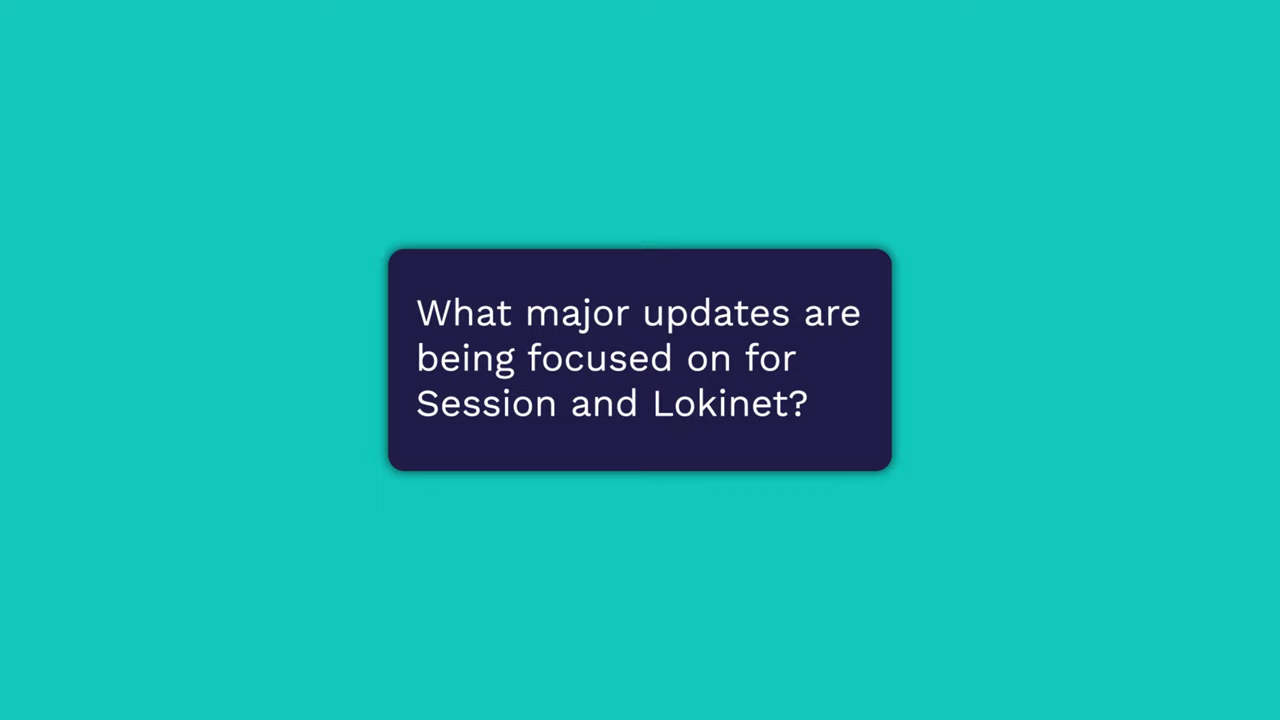 What major updates are
being focused on for
Session and Lokinet?